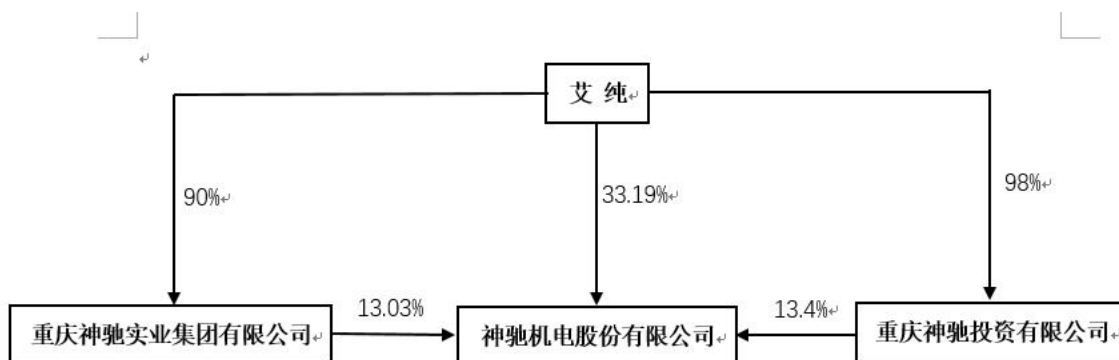 艾 纯
90%
33.19%
98%
13.03%
13.4%
重庆神驰实业集团有限公司
神驰机电股份有限公司
重庆神驰投资有限公司